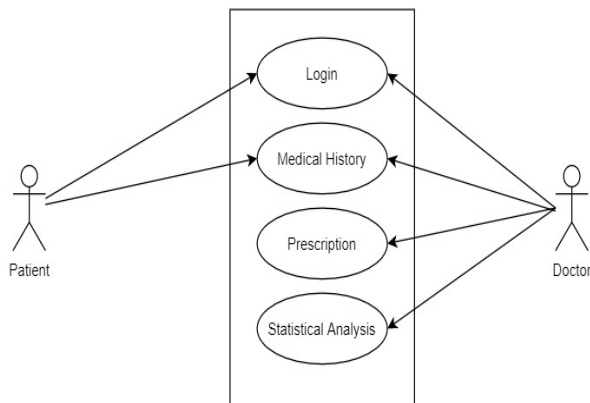 Login
Medical History
Prescription
Statistical Analysis
Patient
Doctor